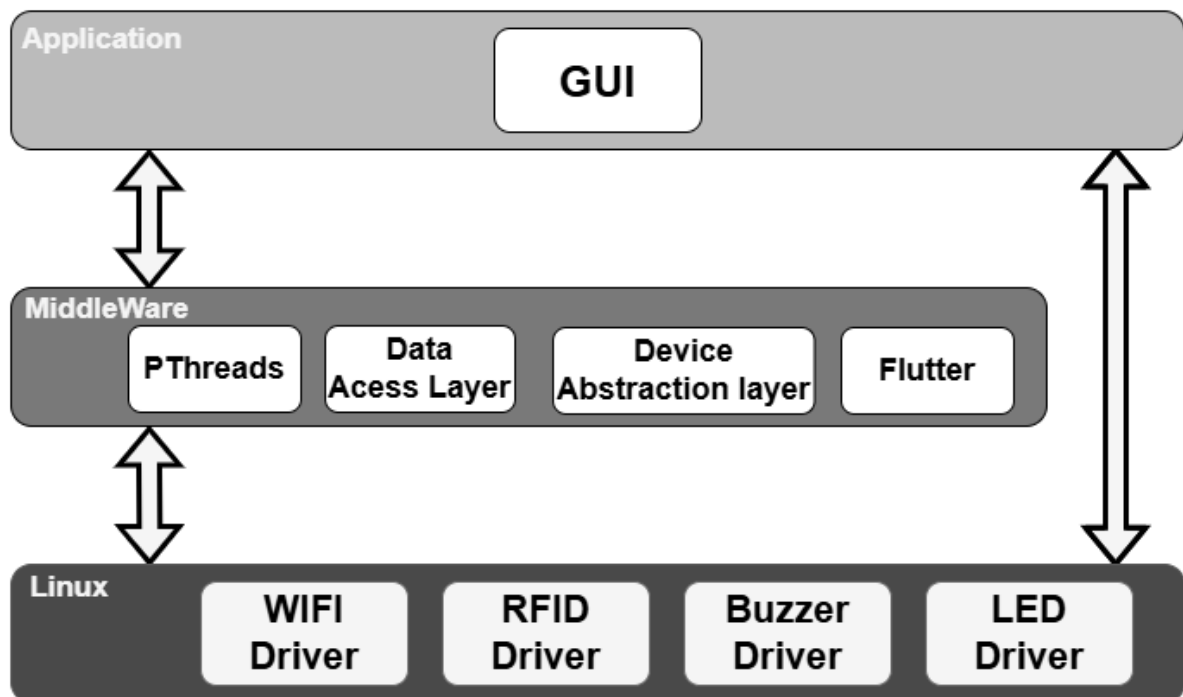 Application
GUI
MiddleWare
PThreads
Data
Acess Layer
Device
Abstraction layer
Flutter
Linux
WIFI
Driver
RFID
Driver
Buzzer
Driver
LED
Driver